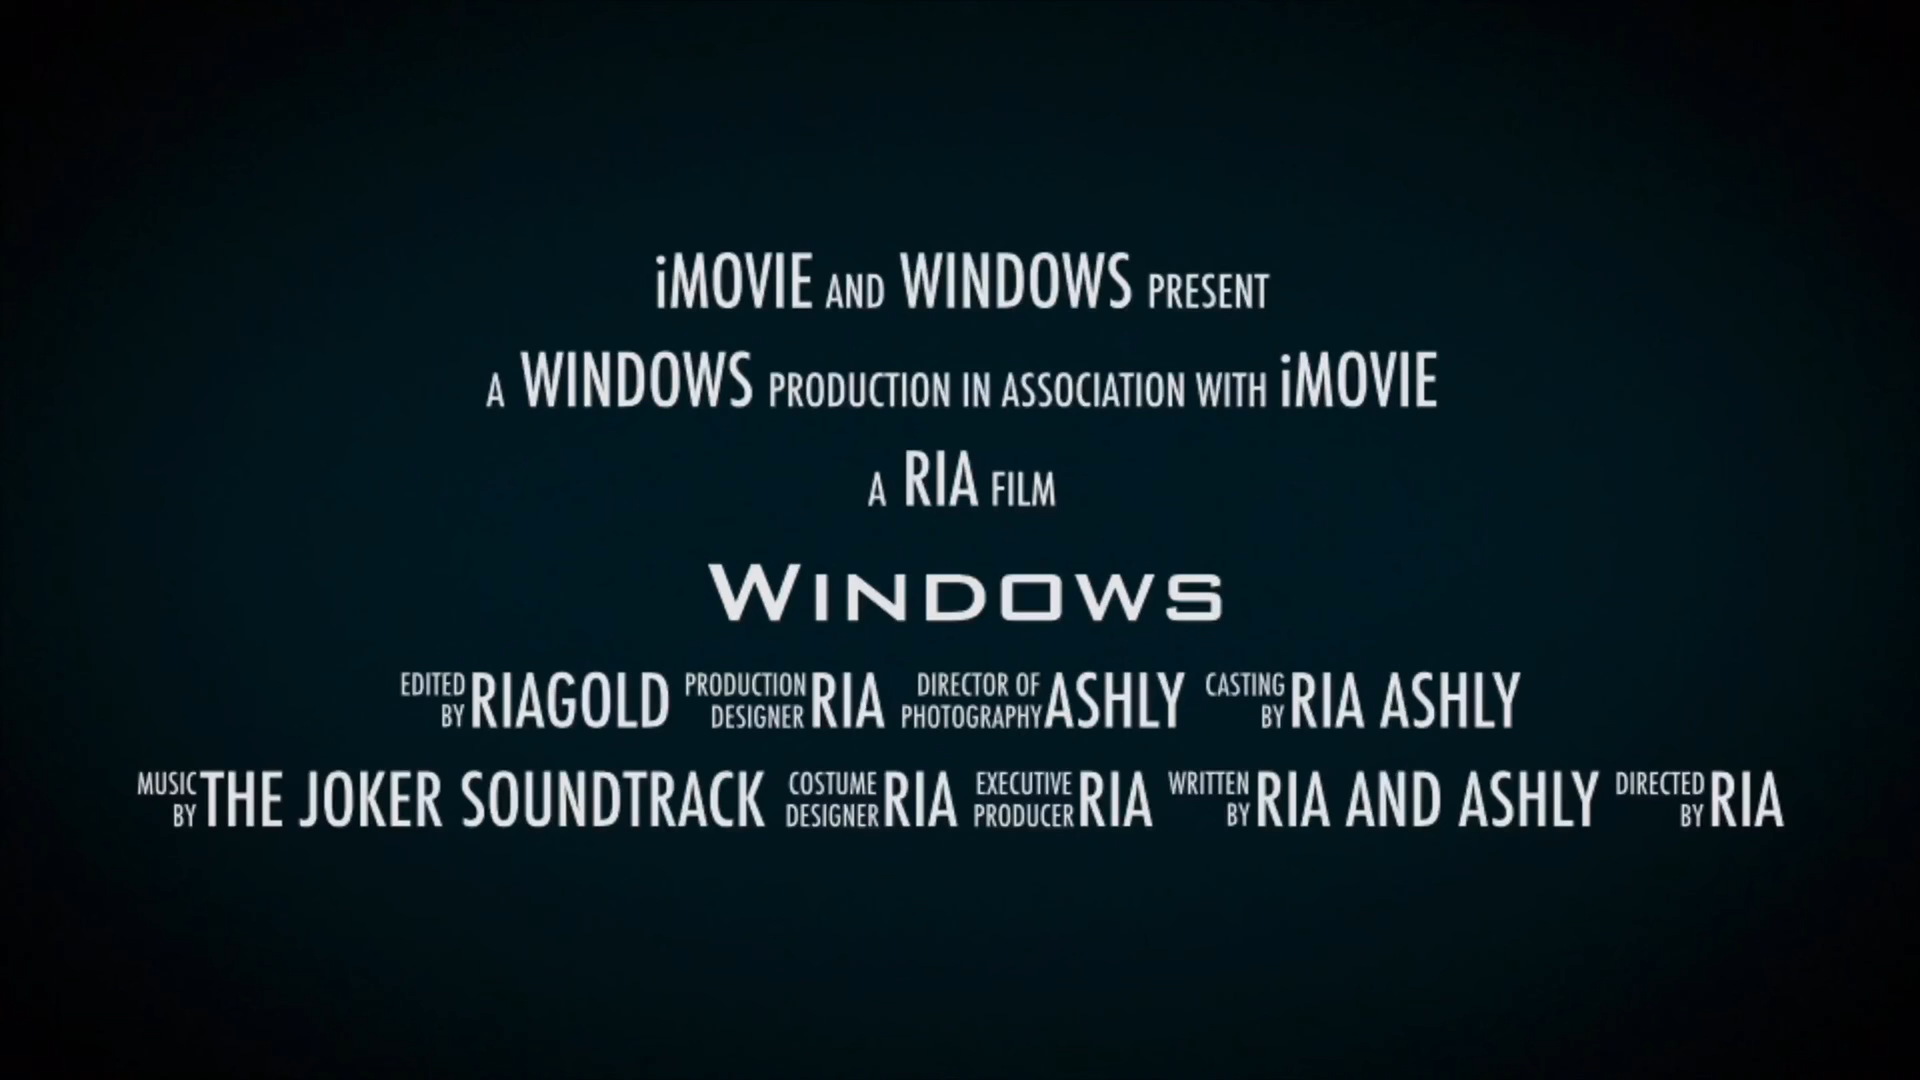 iMOVIE AND WINDOWS PRESENT
A WINDOWS PRODUCTION IN ASSOCIATION WITH iMOVIE
A RIA FILM
WINDOWS
EDITED BY RIAGOLD PRODUCTION DESIGNER RIA DIRECTOR OF PHOTOGRAPHY ASHLY CASTING BY RIA ASHLY
MUSIC BY THE JOKER SOUNDTRACK COSTUME DESIGNER RIA EXECUTIVE PRODUCER RIA WRITTEN BY RIA AND ASHLY DIRECTED BY RIA